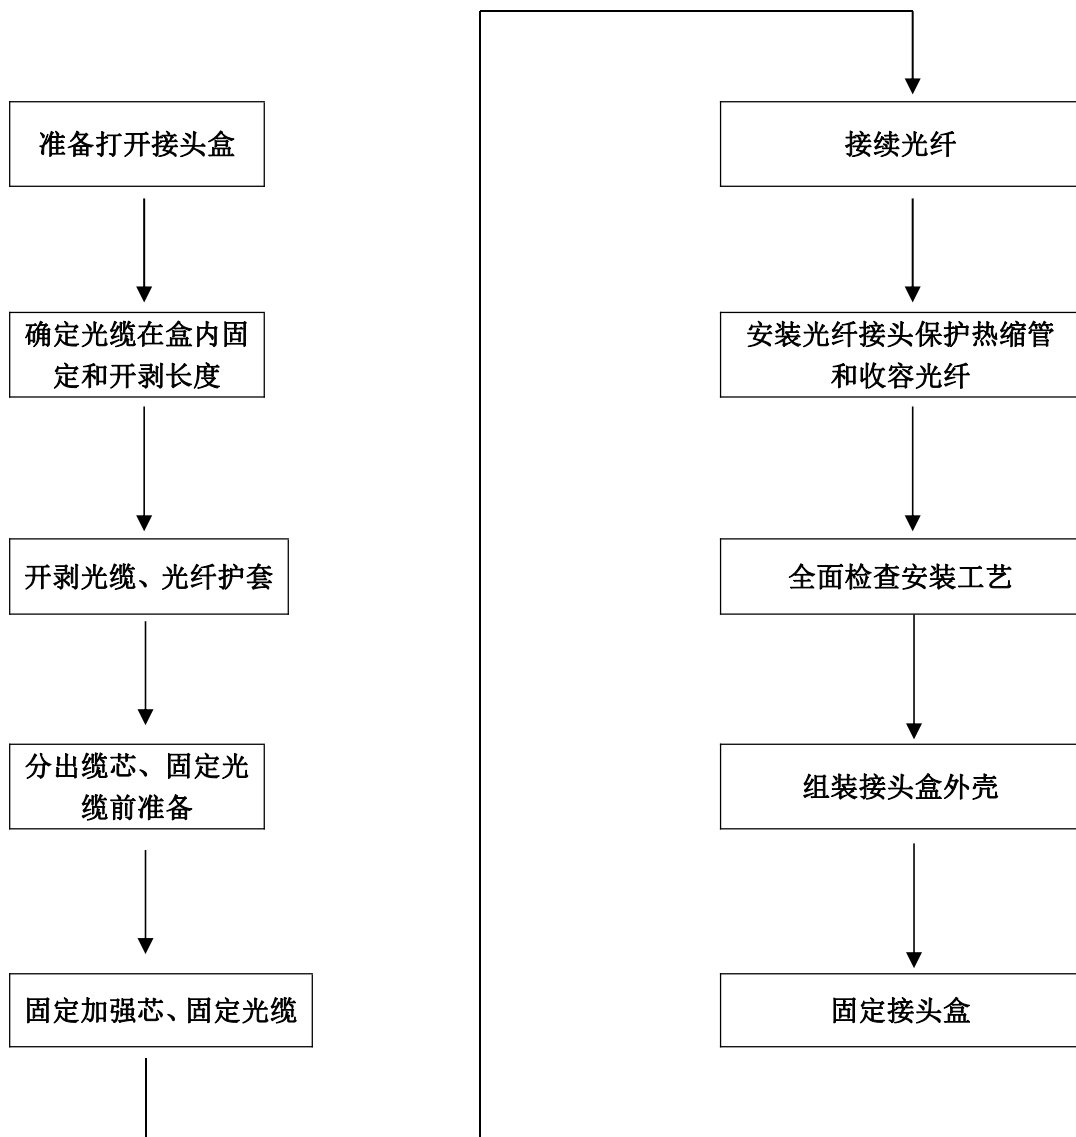 准备打开接头盒
确定光缆在盒内固
定和开剥长度
开剥光缆、光纤护套
分出缆芯、固定光
缆前准备
固定加强芯、固定光缆
接续光纤
安装光纤接头保护热缩管
和收容光纤
全面检查安装工艺
组装接头盒外壳
固定接头盒